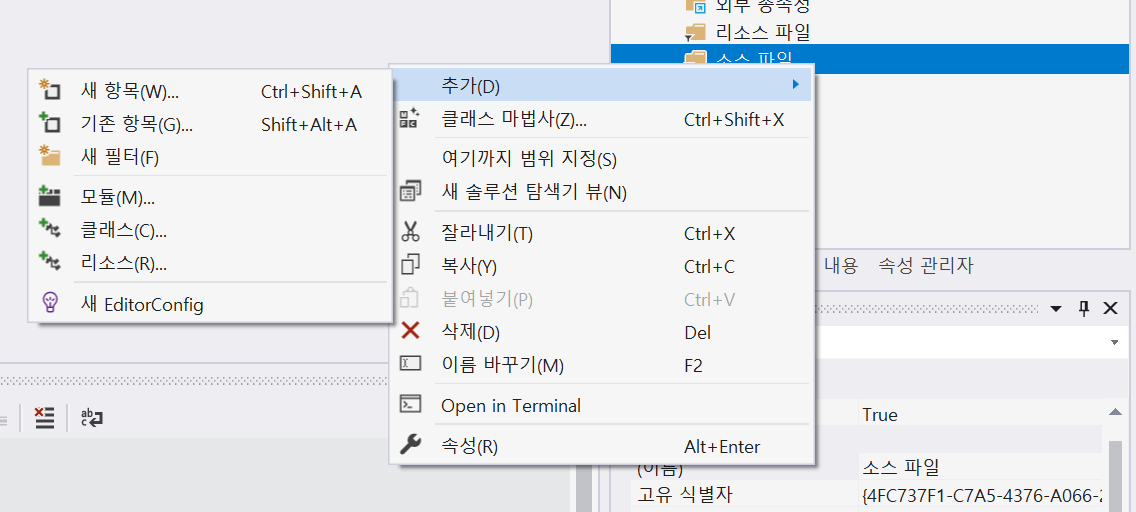 외부 종속성
리소스 파일
소스 파일
추가(D)
클래스 마법사(Z)... Ctrl+Shift+X
여기까지 범위 지정(S)
새 솔루션 탐색기 뷰(N)
잘라내기(T) Ctrl+X
복사(Y) Ctrl+C
붙여넣기(P) Ctrl+V
삭제(D) Del
이름 바꾸기(M) F2
Open in Terminal
속성(R) Alt+Enter
새 항목(W)... Ctrl+Shift+A
기존 항목(G)... Shift+Alt+A
새 필터(F)
모듈(M)...
클래스(C)...
리소스(R)...
새 EditorConfig
내용 속성 관리자
True
(이름) 소스 파일
고유 식별자 {4FC737F1-C7A5-4376-A066-